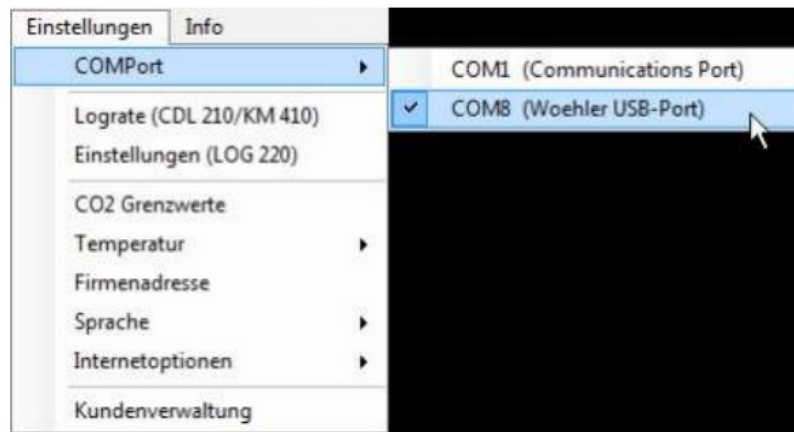 Einstellungen Info
COMPort
COM1 (Communications Port)
COM8 (Woehler USB-Port)
Lograte (CDL 210/KM 410)
Einstellungen (LOG 220)
CO2 Grenzwerte
Temperatur
Firmenadresse
Sprache
Internetoptionen
Kundenverwaltung